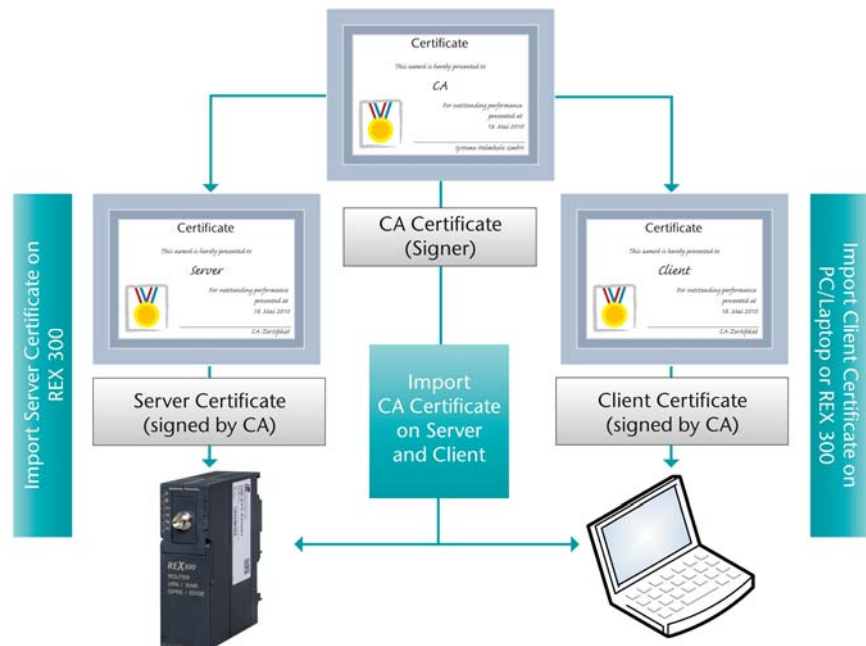 Certificate
This award is hereby presented to
CA
For outstanding performance
presented at
18. Mai 2010
Systeme Helmholz GmbH
Import Server Certificate on
REX 300
Certificate
This award is hereby presented to
Server
For outstanding performance
presented at
18. Mai 2010
CA-Zertifikat
CA Certificate
(Signer)
Certificate
This award is hereby presented to
Client
For outstanding performance
presented at
18. Mai 2010
CA-Zertifikat
Import Client Certificate on
PC/Laptop or REX 300
Server Certificate
(signed by CA)
Import
CA Certificate
on Server
and Client
Client Certificate
(signed by CA)
REX300
ROUTER
VPN / WAN
GPRS / EDGE